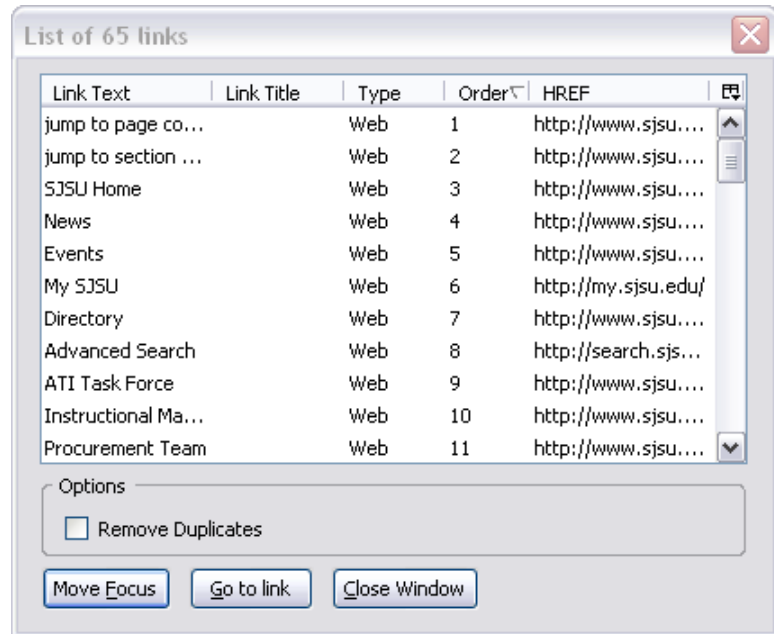 List of 65 links
Link Text Link Title Type Order HREF
jump to page co... Web 1 http://www.sjsu....
jump to section ... Web 2 http://www.sjsu....
SJSU Home Web 3 http://www.sjsu....
News Web 4 http://www.sjsu....
Events Web 5 http://www.sjsu....
My SJSU Web 6 http://my.sjsu.edu/
Directory Web 7 http://www.sjsu....
Advanced Search Web 8 http://search.sjs...
ATI Task Force Web 9 http://www.sjsu....
Instructional Ma... Web 10 http://www.sjsu....
Procurement Team Web 11 http://www.sjsu....
Options
Remove Duplicates
Move Focus Go to link Close Window